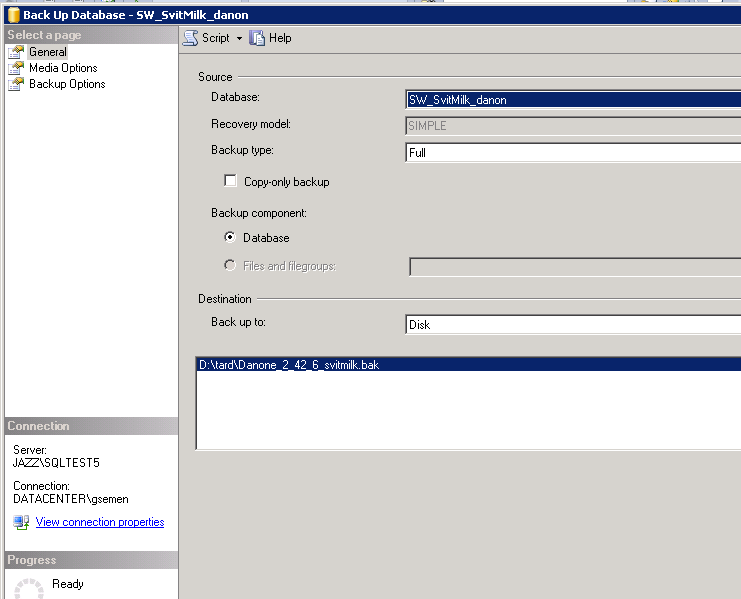 Back Up Database - SW_SvitMilk_danon
Select a page
General
Media Options
Backup Options
Script
Help
Source
Database:
SW_SvitMilk_danon
Recovery model:
SIMPLE
Backup type:
Full
Copy-only backup
Backup component:
Database
Files and filegroups:
Destination
Back up to:
Disk
D:\tard\Danone_2_42_6_svitmilk.bak
Connection
Server:
JAZZ\SQLTEST5
Connection:
DATACENTER\gsemen
View connection properties
Progress
Ready